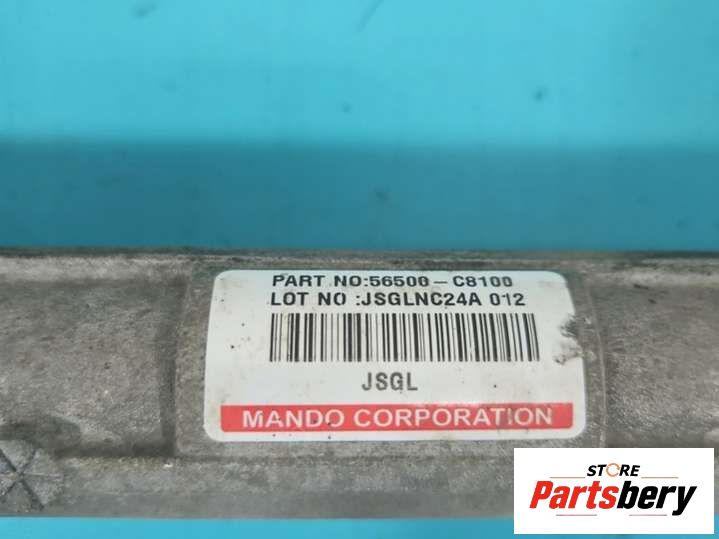 PART NO:56500-C8100
LOT NO :JSGLNC24A 012
JSGL
MANDO CORPORATION
STORE
Partsbery